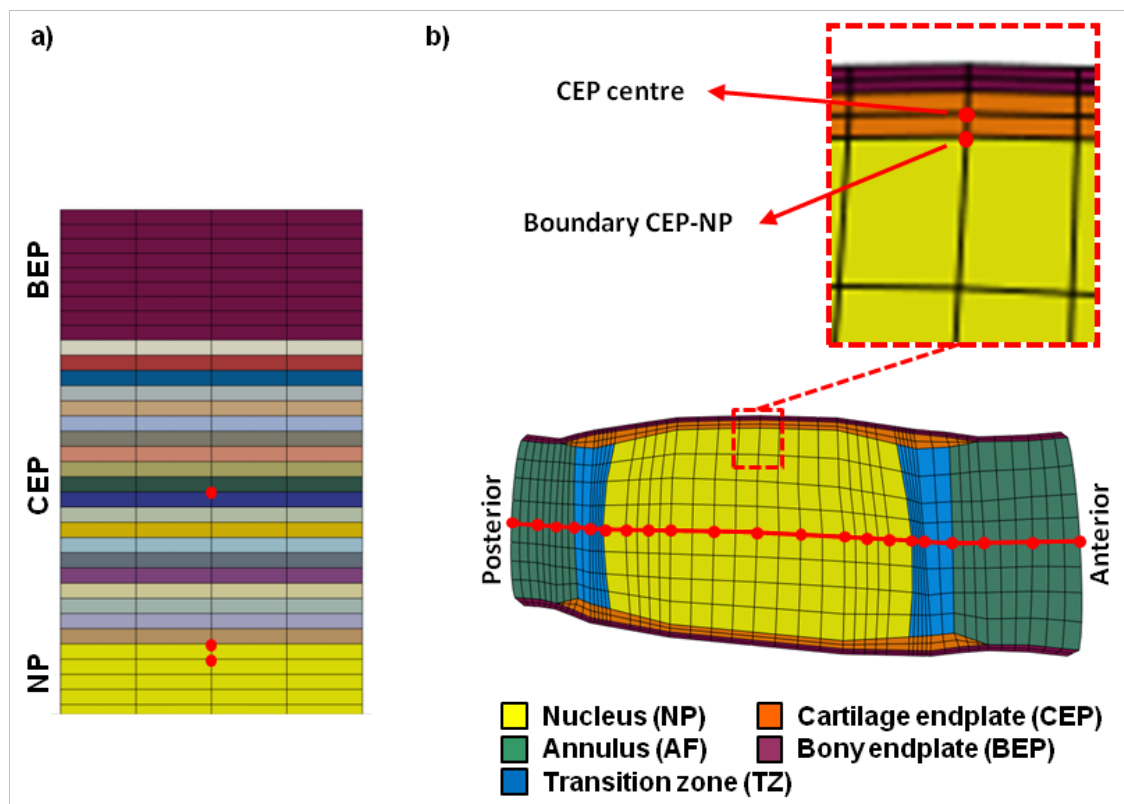 a)
b)
CEP centre
Boundary CEP-NP
BEP
CEP
NP
Posterior
Anterior
Nucleus (NP)
Cartilage endplate (CEP)
Annulus (AF)
Bony endplate (BEP)
Transition zone (TZ)